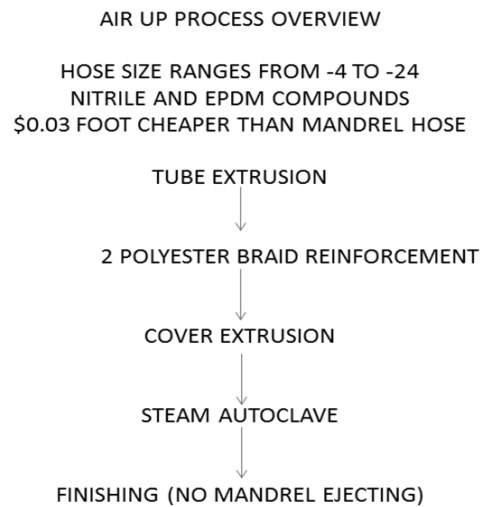 AIR UP PROCESS OVERVIEW
HOSE SIZE RANGES FROM -4 TO -24
NITRILE AND EPDM COMPOUNDS
$0.03 FOOT CHEAPER THAN MANDREL HOSE
TUBE EXTRUSION
2 POLYESTER BRAID REINFORCEMENT
COVER EXTRUSION
STEAM AUTOCLAVE
FINISHING (NO MANDREL EJECTING)